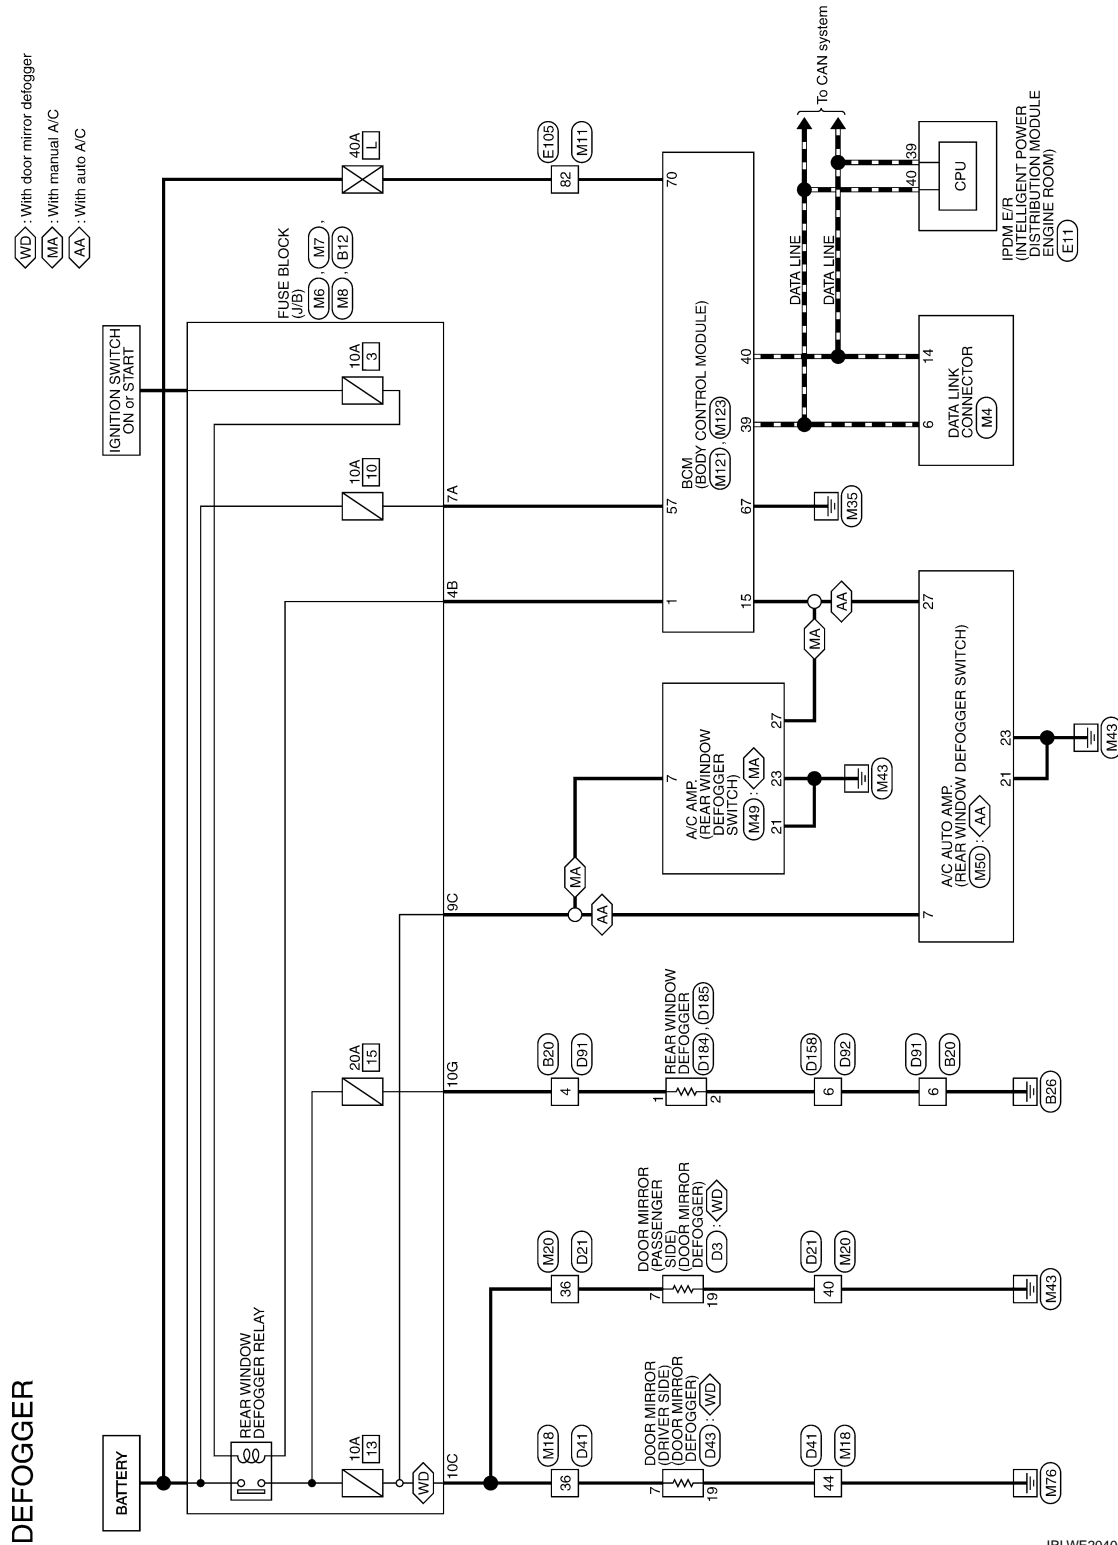 DEFOGGER
WD : With door mirror defogger
MA : With manual A/C
AA : With auto A/C
BATTERY
IGNITION SWITCH
ON or START
FUSE BLOCK
(J/B)
M6 , M7 ,
M8 , B12
REAR WINDOW
DEFOGGER RELAY
10A
13
20A
15
10A
10
10A
3
40A
L
WD
10C
10G
9C
4B
7A
M18
36
D41
M20
36
D21
B20
4
D91
E105
82
M11
MA
AA
DOOR MIRROR
(DRIVER SIDE)
(DOOR MIRROR
DEFOGGER)
D43 : WD
7
19
DOOR MIRROR
(PASSENGER
SIDE)
(DOOR MIRROR
DEFOGGER)
D3 : WD
7
19
REAR WINDOW
DEFOGGER
D184 , D185
1
2
A/C AMP.
(REAR WINDOW
DEFOGGER
SWITCH)
M49 : MA
7
21
23
27
M43
BCM
(BODY CONTROL MODULE)
M121 , M123
1
57
70
15
67
39
40
MA
AA
M35
DATA LINE
DATA LINE
To CAN system
D41
44
M18
D21
40
M20
D158
6
D92
D91
6
B20
M76
M43
B26
A/C AUTO AMP.
(REAR WINDOW DEFOGGER SWITCH)
M50 : AA
7
27
21
23
M43
DATA LINK
CONNECTOR
M4
6
14
40
39
CPU
IPDM E/R
(INTELLIGENT POWER
DISTRIBUTION MODULE
ENGINE ROOM)
E11